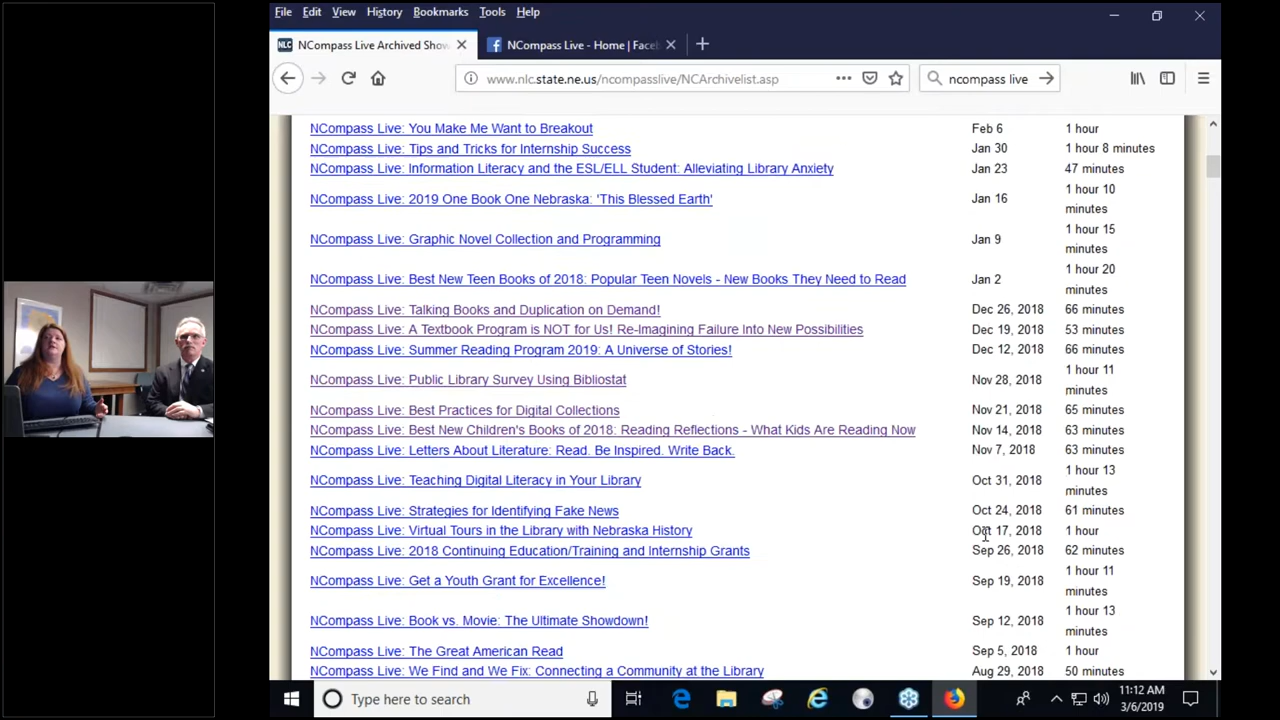 File Edit View History Bookmarks Tools Help
NLC NCompass Live Archived Show
NCompass Live - Home | Faceb
www.nlc.state.ne.us/ncompasslive/NCArchivelist.asp
ncompass live
NCompass Live: You Make Me Want to Breakout Feb 6 1 hour
NCompass Live: Tips and Tricks for Internship Success Jan 30 1 hour 8 minutes
NCompass Live: Information Literacy and the ESL/ELL Student: Alleviating Library Anxiety Jan 23 47 minutes
NCompass Live: 2019 One Book One Nebraska: 'This Blessed Earth' Jan 16 1 hour 10
minutes
NCompass Live: Graphic Novel Collection and Programming Jan 9 1 hour 15
minutes
NCompass Live: Best New Teen Books of 2018: Popular Teen Novels - New Books They Need to Read Jan 2 1 hour 20
minutes
NCompass Live: Talking Books and Duplication on Demand! Dec 26, 2018 66 minutes
NCompass Live: A Textbook Program is NOT for Us! Re-Imagining Failure Into New Possibilities Dec 19, 2018 53 minutes
NCompass Live: Summer Reading Program 2019: A Universe of Stories! Dec 12, 2018 66 minutes
NCompass Live: Public Library Survey Using Bibliostat Nov 28, 2018 1 hour 11
minutes
NCompass Live: Best Practices for Digital Collections Nov 21, 2018 65 minutes
NCompass Live: Best New Children's Books of 2018: Reading Reflections - What Kids Are Reading Now Nov 14, 2018 63 minutes
NCompass Live: Letters About Literature: Read. Be Inspired. Write Back. Nov 7, 2018 63 minutes
NCompass Live: Teaching Digital Literacy in Your Library Oct 31, 2018 1 hour 13
minutes
NCompass Live: Strategies for Identifying Fake News Oct 24, 2018 61 minutes
NCompass Live: Virtual Tours in the Library with Nebraska History Oct 17, 2018 1 hour
NCompass Live: 2018 Continuing Education/Training and Internship Grants Sep 26, 2018 62 minutes
NCompass Live: Get a Youth Grant for Excellence! Sep 19, 2018 1 hour 11
minutes
NCompass Live: Book vs. Movie: The Ultimate Showdown! Sep 12, 2018 1 hour 13
minutes
NCompass Live: The Great American Read Sep 5, 2018 1 hour
NCompass Live: We Find and We Fix: Connecting a Community at the Library Aug 29, 2018 50 minutes
Type here to search
11:12 AM
3/6/2019